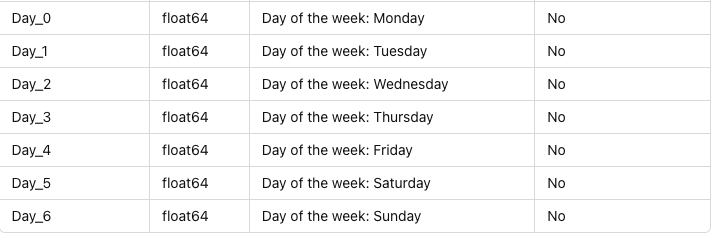 Day_0 float64 Day of the week: Monday No
Day_1 float64 Day of the week: Tuesday No
Day_2 float64 Day of the week: Wednesday No
Day_3 float64 Day of the week: Thursday No
Day_4 float64 Day of the week: Friday No
Day_5 float64 Day of the week: Saturday No
Day_6 float64 Day of the week: Sunday No